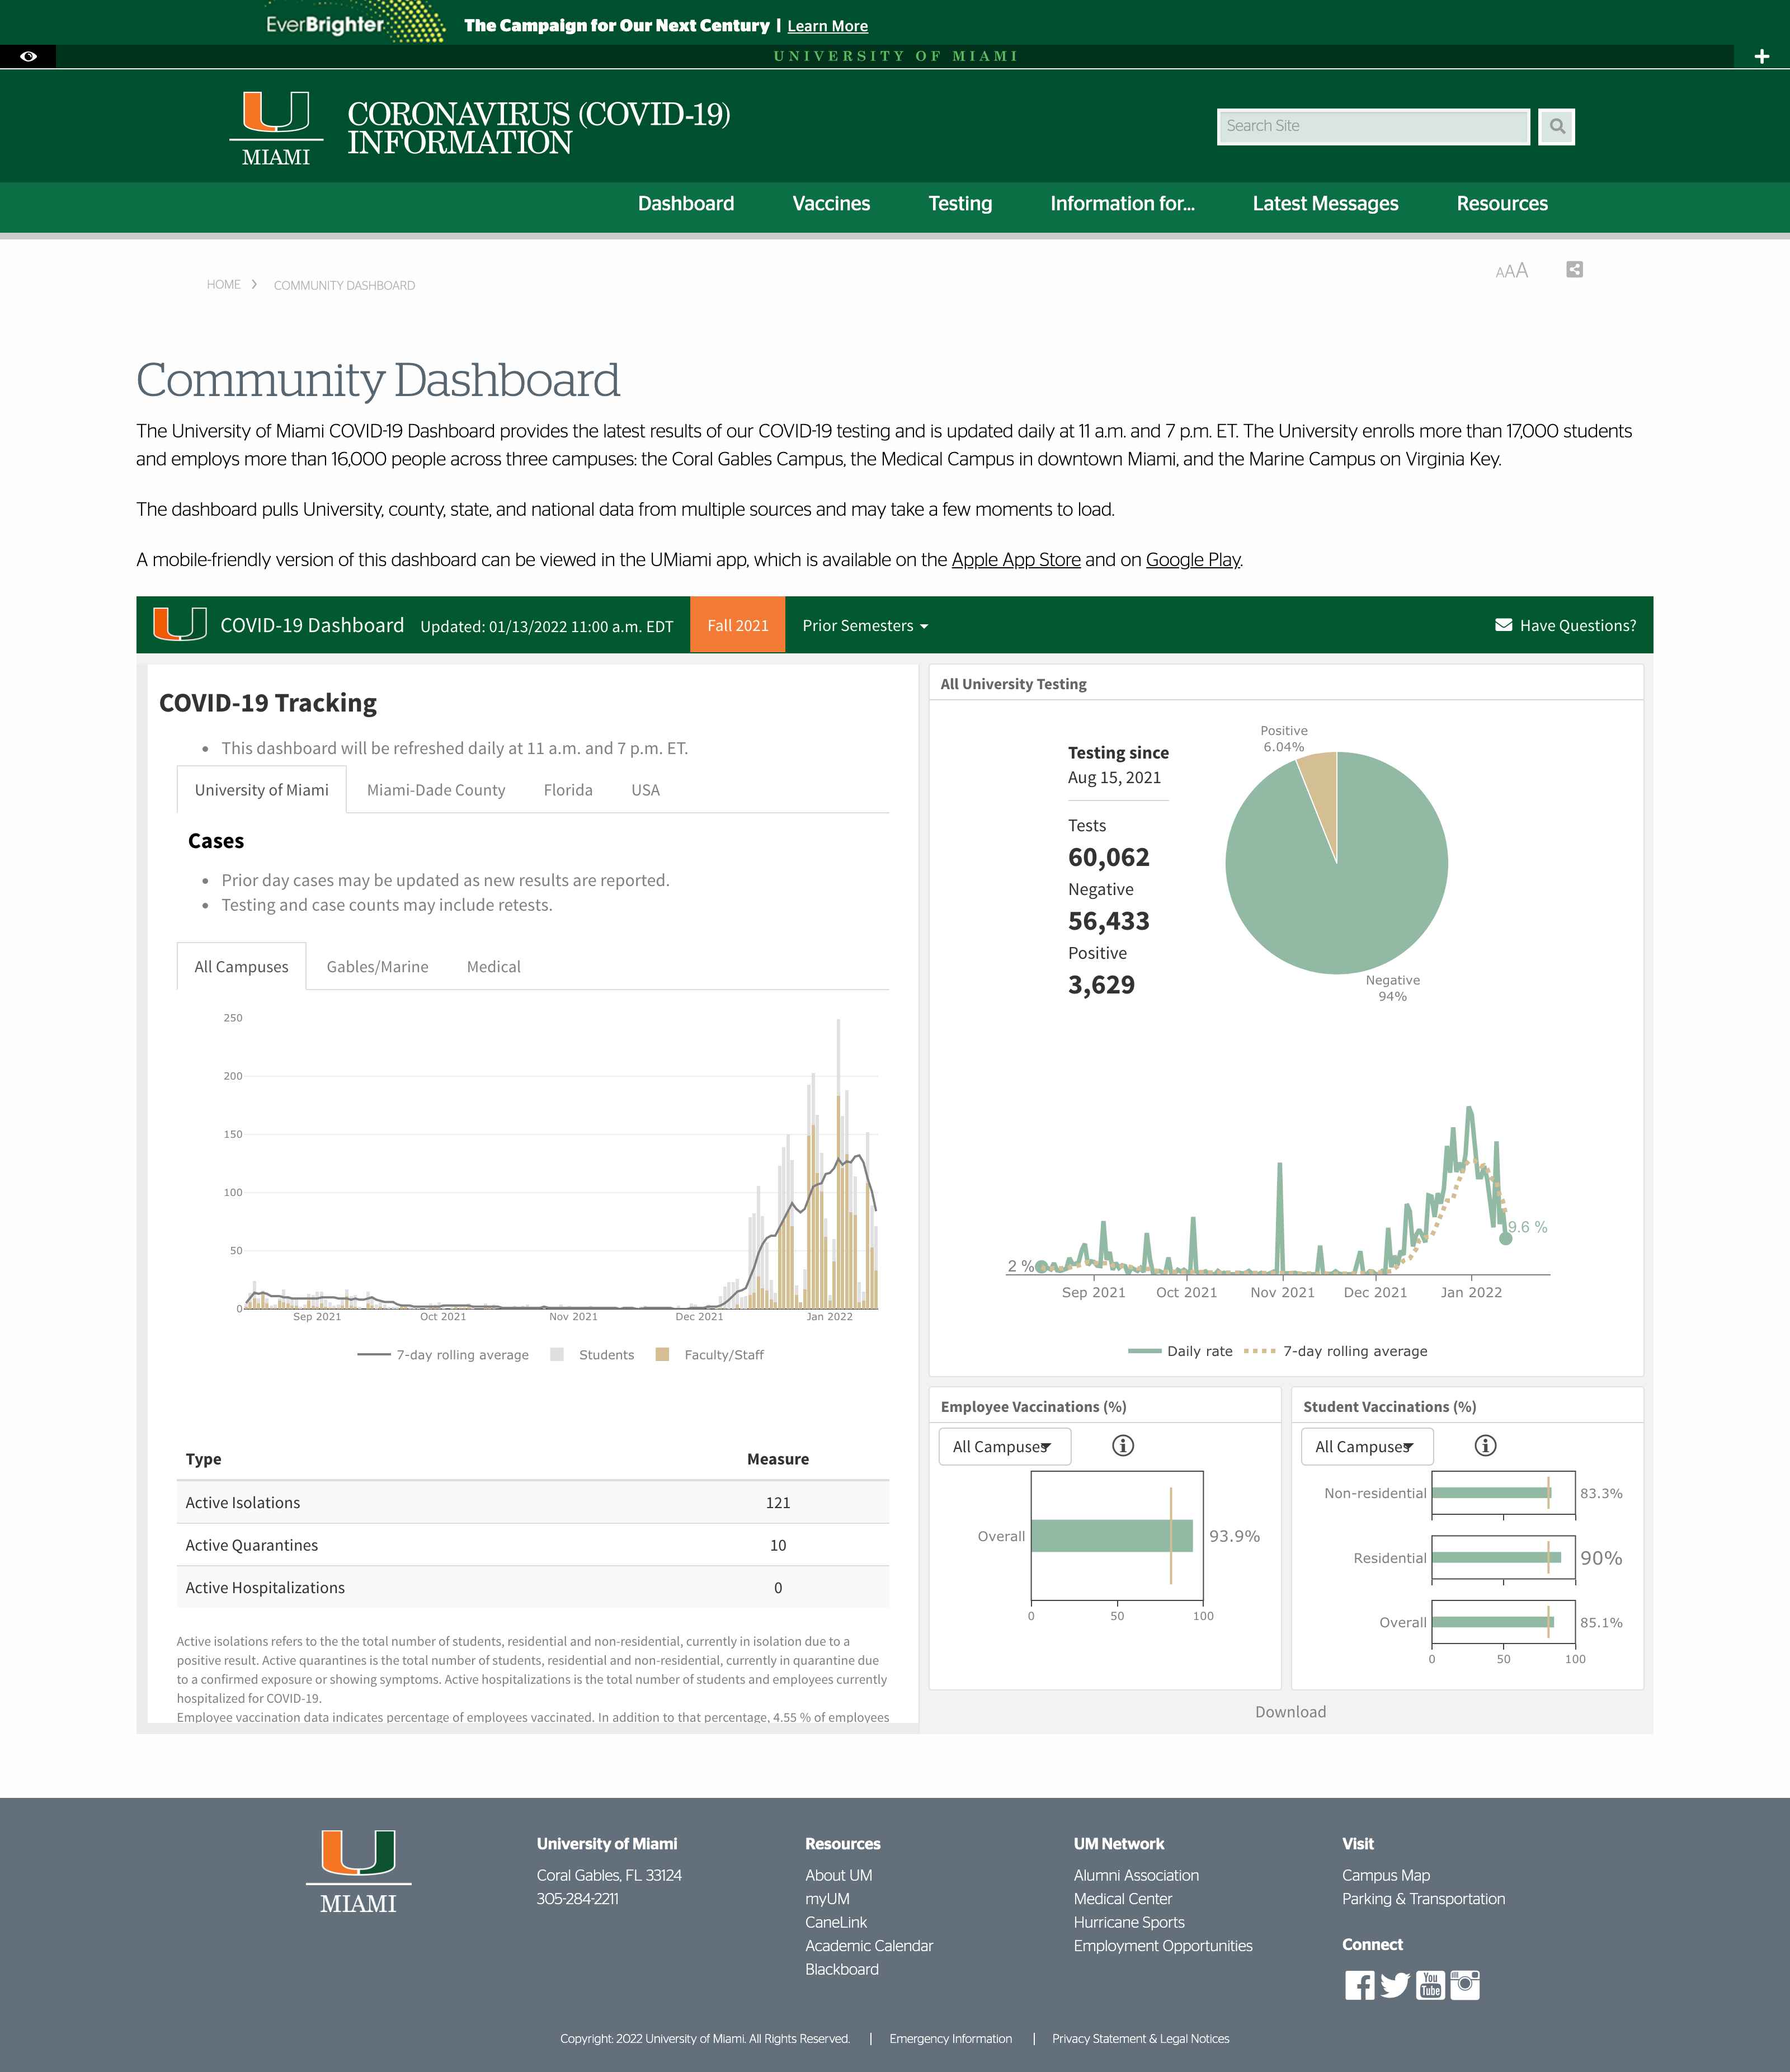 EverBrighter
The Campaign for Our Next Century | Learn More
UNIVERSITY OF MIAMI
MIAMI
CORONAVIRUS (COVID-19)
INFORMATION
Search Site
Dashboard Vaccines Testing Information for... Latest Messages Resources
HOME COMMUNITY DASHBOARD
AAA
Community Dashboard
The University of Miami COVID-19 Dashboard provides the latest results of our COVID-19 testing and is updated daily at 11 a.m. and 7 p.m. ET. The University enrolls more than 17,000 students
and employs more than 16,000 people across three campuses: the Coral Gables Campus, the Medical Campus in downtown Miami, and the Marine Campus on Virginia Key.
The dashboard pulls University, county, state, and national data from multiple sources and may take a few moments to load.
A mobile-friendly version of this dashboard can be viewed in the UMiami app, which is available on the Apple App Store and on Google Play.
COVID-19 Dashboard Updated: 01/13/2022 11:00 a.m. EDT Fall 2021 Prior Semesters Have Questions?
COVID-19 Tracking
• This dashboard will be refreshed daily at 11 a.m. and 7 p.m. ET.
University of Miami Miami-Dade County Florida USA
Cases
• Prior day cases may be updated as new results are reported.
• Testing and case counts may include retests.
All Campuses Gables/Marine Medical
250
200
150
100
50
0
Sep 2021 Oct 2021 Nov 2021 Dec 2021 Jan 2022
7-day rolling average Students Faculty/Staff
Type Measure
Active Isolations 121
Active Quarantines 10
Active Hospitalizations 0
Active isolations refers to the the total number of students, residential and non-residential, currently in isolation due to a
positive result. Active quarantines is the total number of students, residential and non-residential, currently in quarantine due
to a confirmed exposure or showing symptoms. Active hospitalizations is the total number of students and employees currently
hospitalized for COVID-19.
Employee vaccination data indicates percentage of employees vaccinated. In addition to that percentage, 4.55 % of employees
All University Testing
Testing since
Aug 15, 2021
Tests
60,062
Negative
56,433
Positive
3,629
Positive
6.04%
Negative
94%
2 %
9.6 %
Sep 2021 Oct 2021 Nov 2021 Dec 2021 Jan 2022
Daily rate 7-day rolling average
Employee Vaccinations (%)
All Campuses
Overall 93.9%
0 50 100
Student Vaccinations (%)
All Campuses
Non-residential 83.3%
Residential 90%
Overall 85.1%
0 50 100
Download
MIAMI
University of Miami
Coral Gables, FL 33124
305-284-2211
Resources
About UM
myUM
CaneLink
Academic Calendar
Blackboard
UM Network
Alumni Association
Medical Center
Hurricane Sports
Employment Opportunities
Visit
Campus Map
Parking & Transportation
Connect
You
Tube
Copyright: 2022 University of Miami. All Rights Reserved. | Emergency Information | Privacy Statement & Legal Notices